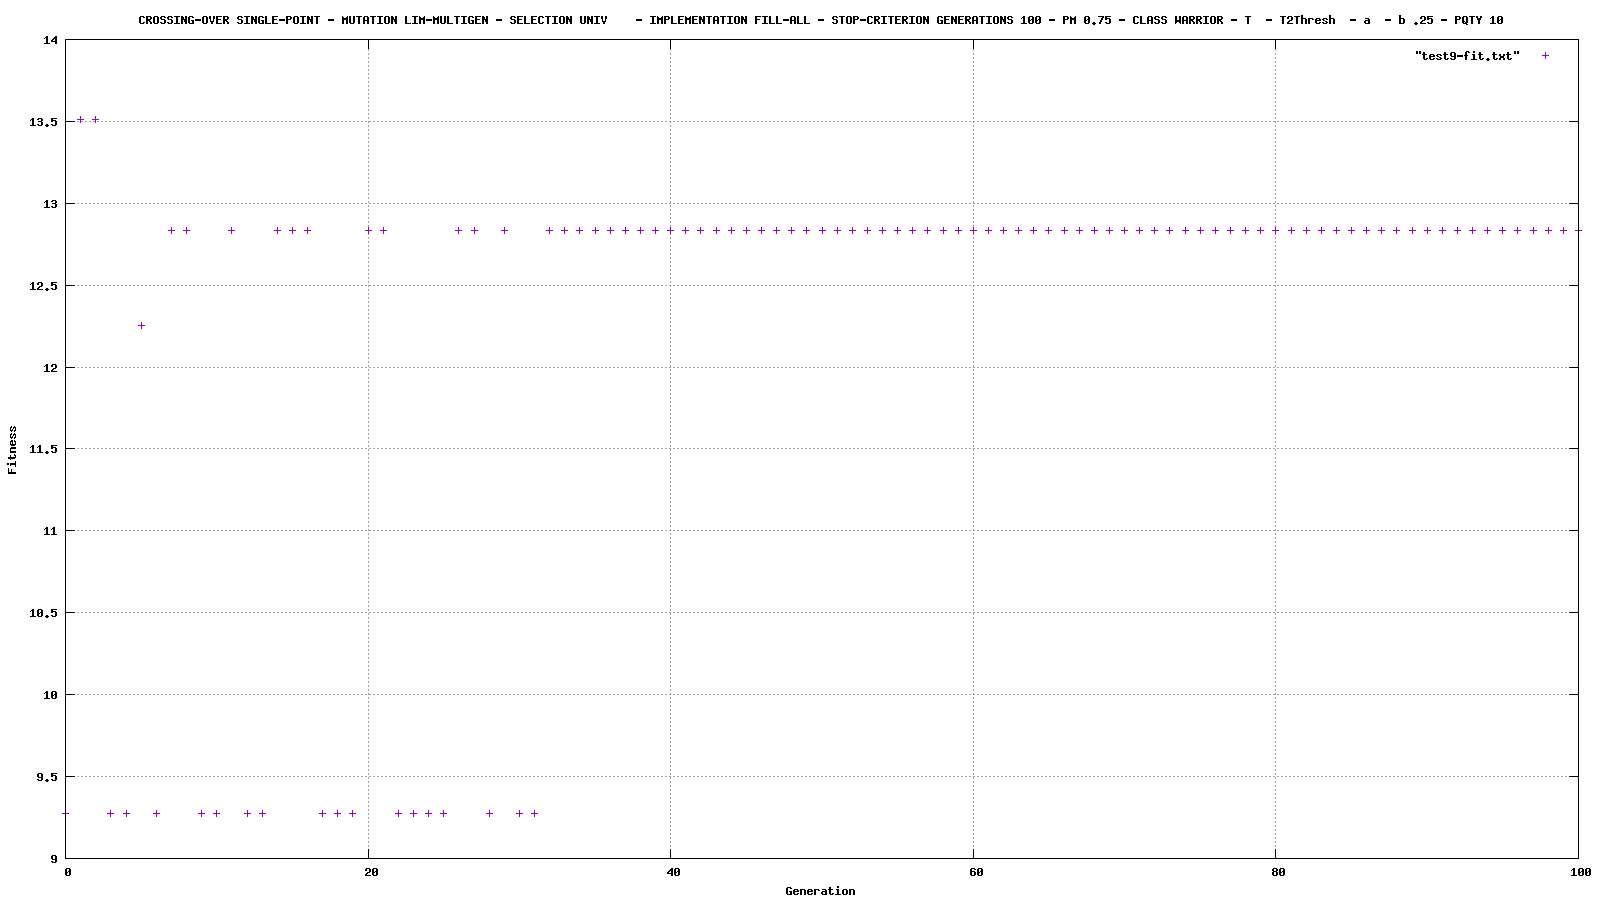 CROSSING-OVER SINGLE-POINT - MUTATION LIM-MULTIGEN - SELECTION UNIV    - IMPLEMENTATION FILL-ALL - STOP-CRITERION GENERATIONS 100 - PM 0.75 - CLASS WARRIOR - T  - T2Thresh  - a  - b .25 - PQTY 10
"test9-fit.txt"
14
13.5
13
12.5
12
11.5
11
10.5
10
9.5
9
Fitness
0 20 40 60 80 100
Generation